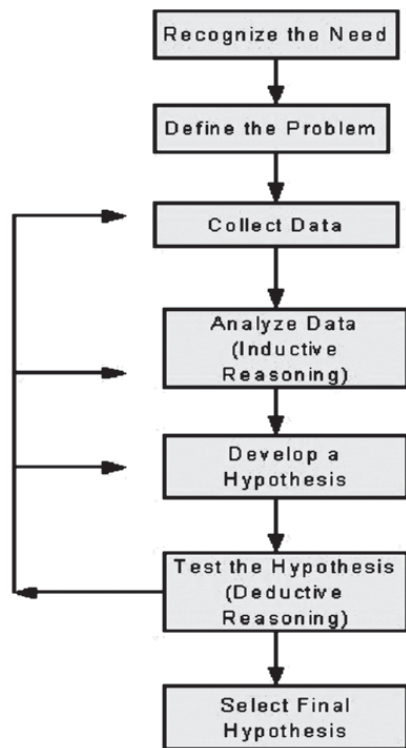 Recognize the Need
Define the Problem
Collect Data
Analyze Data
(Inductive
Reasoning)
Develop a
Hypothesis
Test the Hypothesis
(Deductive
Reasoning)
Select Final
Hypothesis